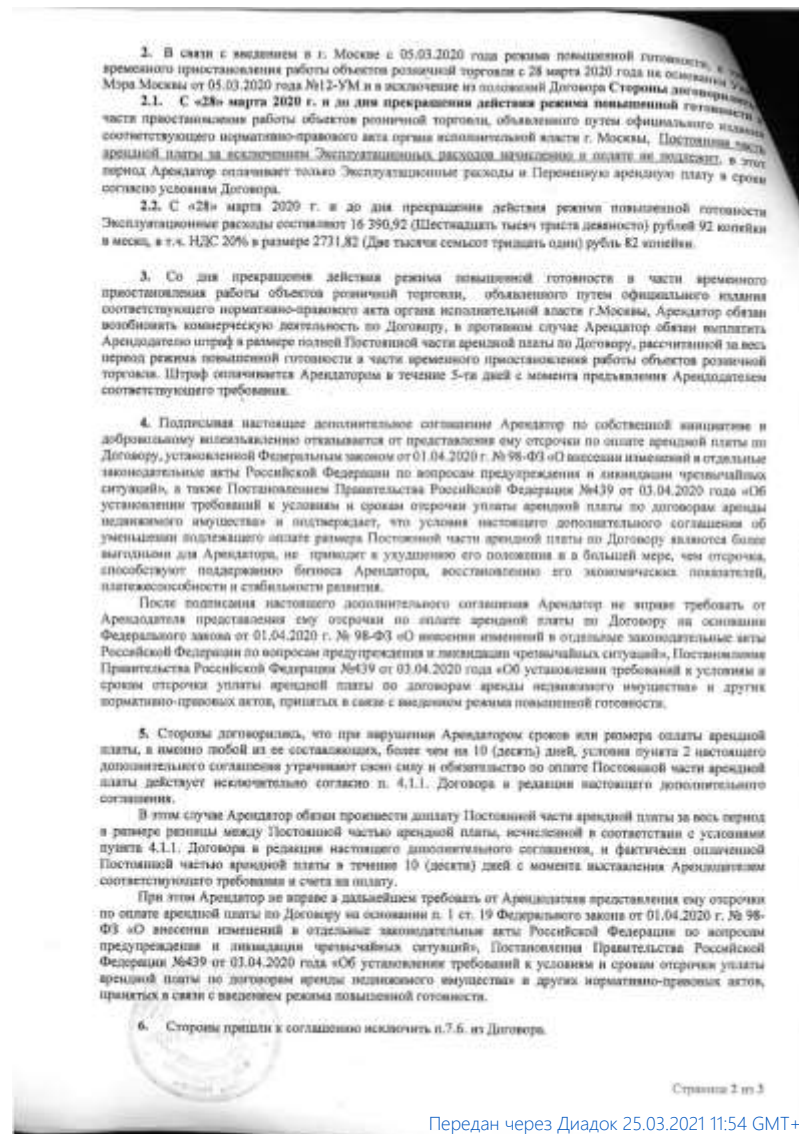 2. В связи с введением в г. Москве с 05.03.2020 года режима повышенной готовности, а
временного приостановления работы объектов розничной торговли с 28 марта 2020 года на основании
Мэра Москвы от 05.03.2020 года №12-УМ и в исключение из положений Договора Стороны договорились
2.1. С «28» марта 2020 г. и до дня прекращения действия режима повышенной готовности в
части приостановления работы объектов розничной торговли, объявленного путем официального издания
соответствующего нормативно-правового акта органа исполнительной власти г. Москвы, Постоянная часть
арендной платы за исключением Эксплуатационных расходов начислению и оплате не подлежит, в этот
период Арендатор оплачивает только Эксплуатационные расходы и Переменную арендную плату в сроки
согласно условиям Договора.
2.2. С «28» марта 2020 г. и до дня прекращения действия режима повышенной готовности
Эксплуатационные расходы составляют 16 390,92 (Шестнадцать тысяч триста девяносто) рублей 92 копейки
в месяц, в т.ч. НДС 20% в размере 2731,82 (Две тысячи семьсот тридцать один) рубль 82 копейки.
3. Со дня прекращения действия режима повышенной готовности в части временного
приостановления работы объектов розничной торговли, объявленного путем официального издания
соответствующего нормативно-правового акта органа исполнительной власти г.Москвы, Арендатор обязан
возобновить коммерческую деятельность по Договору, в противном случае Арендатор обязан выплатить
Арендодателю штраф в размере полной Постоянной части арендной платы по Договору, рассчитанной за весь
период режима повышенной готовности в части временного приостановления работы объектов розничной
торговли. Штраф оплачивается Арендатором в течение 5-ти дней с момента предъявления Арендодателем
соответствующего требования.
4. Подписывая настоящее дополнительное соглашение Арендатор по собственной инициативе и
добровольному волеизъявлению отказывается от представления ему отсрочки по оплате арендной платы по
Договору, установленной Федеральным законом от 01.04.2020 г. № 98-ФЗ «О внесении изменений в отдельные
законодательные акты Российской Федерации по вопросам предупреждения и ликвидации чрезвычайных
ситуаций», а также Постановлением Правительства Российской Федерации №439 от 03.04.2020 года «Об
установлении требований к условиям и срокам отсрочки уплаты арендной платы по договорам аренды
недвижимого имущества» и подтверждает, что условия настоящего дополнительного соглашения об
уменьшении подлежащего оплате размера Постоянной части арендной платы по Договору являются более
выгодными для Арендатора, не приводят к ухудшению его положения и в большей мере, чем отсрочка,
способствуют поддержанию бизнеса Арендатора, восстановлению его экономических показателей,
платежеспособности и стабильности развития.
После подписания настоящего дополнительного соглашения Арендатор не вправе требовать от
Арендодателя представления ему отсрочки по оплате арендной платы по Договору на основании
Федерального закона от 01.04.2020 г. № 98-ФЗ «О внесении изменений в отдельные законодательные акты
Российской Федерации по вопросам предупреждения и ликвидации чрезвычайных ситуаций», Постановления
Правительства Российской Федерации №439 от 03.04.2020 года «Об установлении требований к условиям и
срокам отсрочки уплаты арендной платы по договорам аренды недвижимого имущества» и других
нормативно-правовых актов, принятых в связи с введением режима повышенной готовности.
5. Стороны договорились, что при нарушении Арендатором сроков или размера оплаты арендной
платы, а именно любой из ее составляющих, более чем на 10 (десять) дней, условия пункта 2 настоящего
дополнительного соглашения утрачивают свою силу и обязательство по оплате Постоянной части арендной
платы действует исключительно согласно п. 4.1.1. Договора в редакции настоящего дополнительного
соглашения.
В этом случае Арендатор обязан произвести доплату Постоянной части арендной платы за весь период
в размере разницы между Постоянной частью арендной платы, исчисленной в соответствии с условиями
пункта 4.1.1. Договора в редакции настоящего дополнительного соглашения, и фактически оплаченной
Постоянной частью арендной платы в течение 10 (десяти) дней с момента выставления Арендодателем
соответствующего требования и счета на оплату.
При этом Арендатор не вправе в дальнейшем требовать от Арендодателя представления ему отсрочки
по оплате арендной платы по Договору на основании п. 1 ст. 19 Федерального закона от 01.04.2020 г. № 98-
ФЗ «О внесении изменений в отдельные законодательные акты Российской Федерации по вопросам
предупреждения и ликвидации чрезвычайных ситуаций», Постановления Правительства Российской
Федерации №439 от 03.04.2020 года «Об установлении требований к условиям и срокам отсрочки уплаты
арендной платы по договорам аренды недвижимого имущества» и других нормативно-правовых актов,
принятых в связи с введением режима повышенной готовности.
6. Стороны пришли к соглашению исключить п.7.6. из Договора.
Страница 2 из 3
Передан через Диадок 25.03.2021 11:54 GMT+